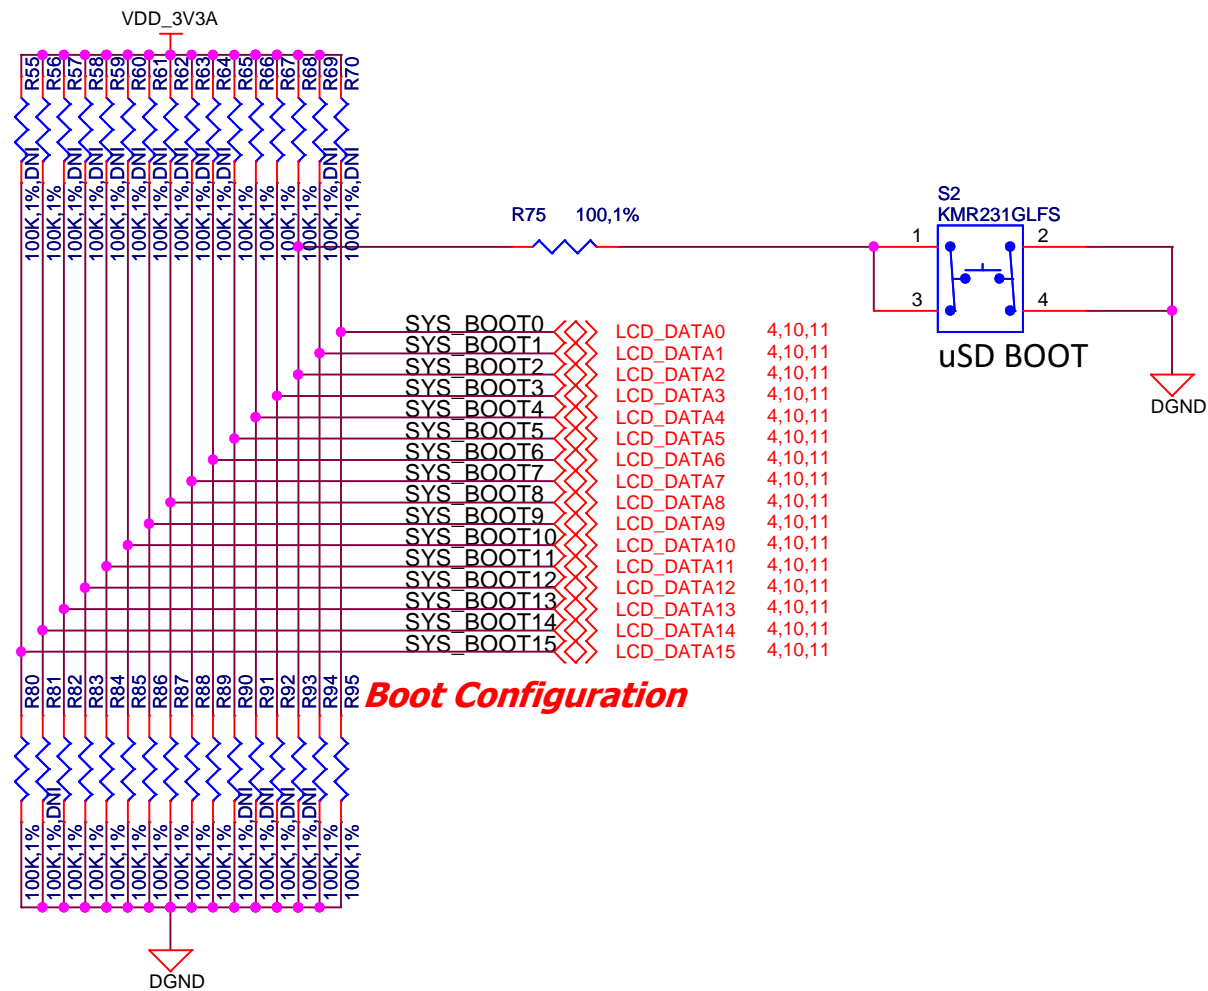 VDD_3V3A
R55
R56
R57
R58
R59
R60
R61
R62
R63
R64
R65
R66
R67
R68
R69
R70
100K,1%,DNI
100K,1%
100K,1%,DNI
100K,1%,DNI
100K,1%,DNI
100K,1%,DNI
100K,1%,DNI
100K,1%,DNI
100K,1%,DNI
100K,1%,DNI
100K,1%
100K,1%
100K,1%
100K,1%
100K,1%,DNI
100K,1%,DNI
R75 100,1%
S2
KMR231GLFS
1 2
3 4
uSD BOOT
DGND
SYS_BOOT0 LCD_DATA0 4,10,11
SYS_BOOT1 LCD_DATA1 4,10,11
SYS_BOOT2 LCD_DATA2 4,10,11
SYS_BOOT3 LCD_DATA3 4,10,11
SYS_BOOT4 LCD_DATA4 4,10,11
SYS_BOOT5 LCD_DATA5 4,10,11
SYS_BOOT6 LCD_DATA6 4,10,11
SYS_BOOT7 LCD_DATA7 4,10,11
SYS_BOOT8 LCD_DATA8 4,10,11
SYS_BOOT9 LCD_DATA9 4,10,11
SYS_BOOT10 LCD_DATA10 4,10,11
SYS_BOOT11 LCD_DATA11 4,10,11
SYS_BOOT12 LCD_DATA12 4,10,11
SYS_BOOT13 LCD_DATA13 4,10,11
SYS_BOOT14 LCD_DATA14 4,10,11
SYS_BOOT15 LCD_DATA15 4,10,11
Boot Configuration
R80
R81
R82
R83
R84
R85
R86
R87
R88
R89
R90
R91
R92
R93
R94
R95
100K,1%
100K,1%,DNI
100K,1%
100K,1%
100K,1%
100K,1%
100K,1%
100K,1%
100K,1%
100K,1%
100K,1%,DNI
100K,1%,DNI
100K,1%,DNI
100K,1%,DNI
100K,1%
100K,1%
DGND